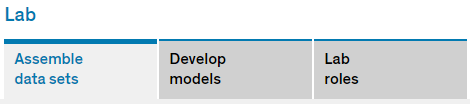 Lab
Assemble
data sets
Develop
models
Lab
roles